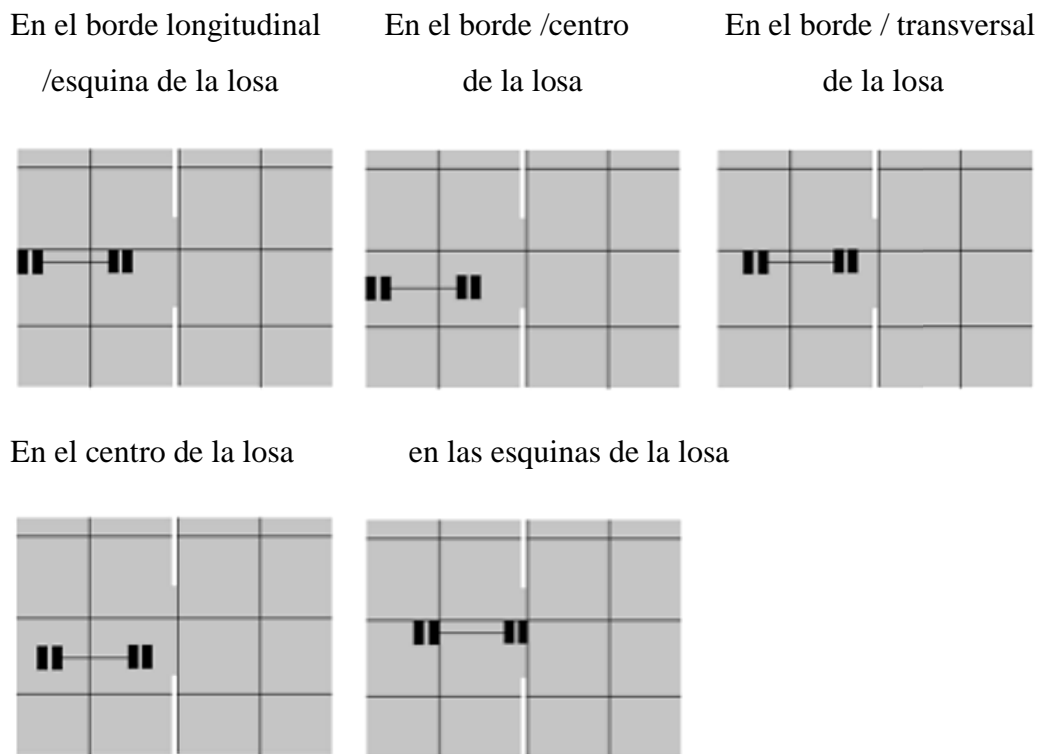 En el borde longitudinal
/esquina de la losa
En el borde /centro
de la losa
En el borde / transversal
de la losa
En el centro de la losa
en las esquinas de la losa